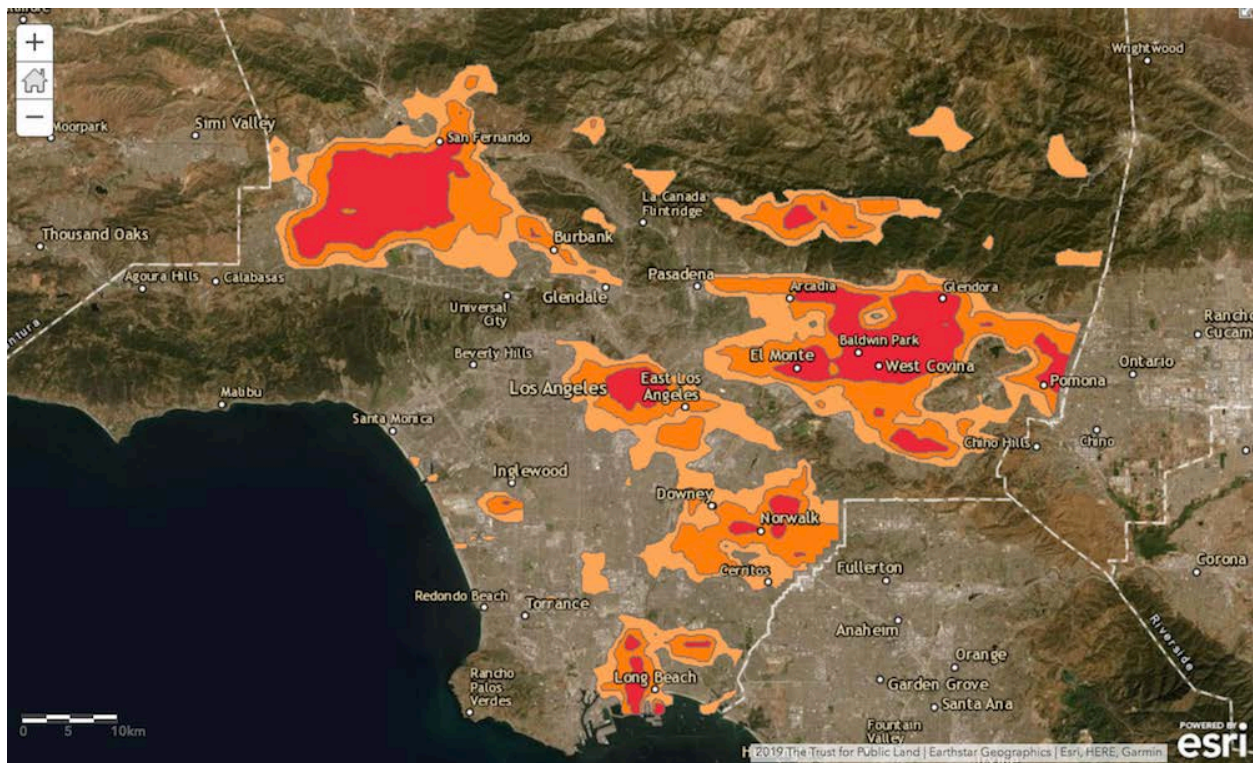 Wrightwood
+
−
Moorpark
Simi Valley
San Fernando
La Canada
Flintridge
Thousand Oaks
Burbank
Agoura Hills
Calabasas
Pasadena
Glendale
Arcadia
Glendora
Universal
City
Rancho
Cucam
Baldwin Park
Beverly Hills
El Monte
West Covina
Ontario
Los Angeles
East Los
Angeles
Pomona
Malibu
Santa Monica
Chino Hills
Chino
Inglewood
Downey
Norwalk
Corona
Cerritos
Fullerton
Redondo Beach
Torrance
Anaheim
Riverside
Orange
Rancho
Palos
Verdes
Long Beach
Garden Grove
Santa Ana
Fountain
Valley
0 5 10km
2019 The Trust for Public Land | Earthstar Geographics | Esri, HERE, Garmin
POWERED BY
esri